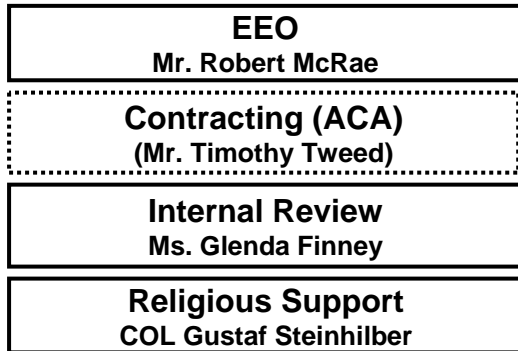 EEO
Mr. Robert McRae
Contracting (ACA)
(Mr. Timothy Tweed)
Internal Review
Ms. Glenda Finney
Religious Support
COL Gustaf Steinhilber